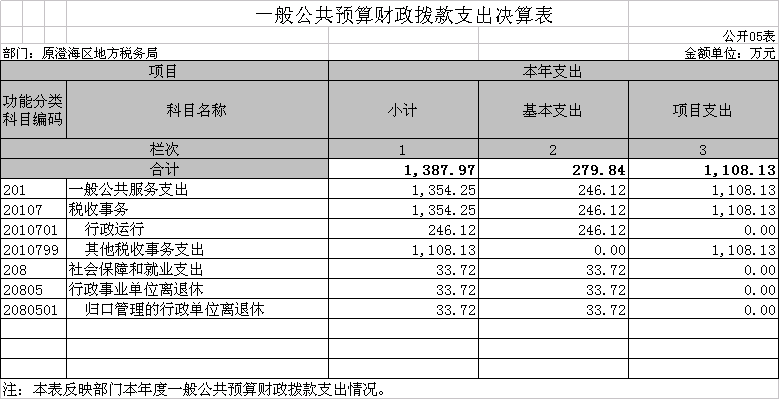 一般公共预算财政拨款支出决算表
公开05表
部门：原澄海区地方税务局 金额单位：万元
项目 本年支出
功能分类科目编码 科目名称 小计 基本支出 项目支出
栏次 1 2 3
合计 1,387.97 279.84 1,108.13
201 一般公共服务支出 1,354.25 246.12 1,108.13
20107 税收事务 1,354.25 246.12 1,108.13
2010701 行政运行 246.12 246.12 0.00
2010799 其他税收事务支出 1,108.13 0.00 1,108.13
208 社会保障和就业支出 33.72 33.72 0.00
20805 行政事业单位离退休 33.72 33.72 0.00
2080501 归口管理的行政单位离退休 33.72 33.72 0.00
注：本表反映部门本年度一般公共预算财政拨款支出情况。